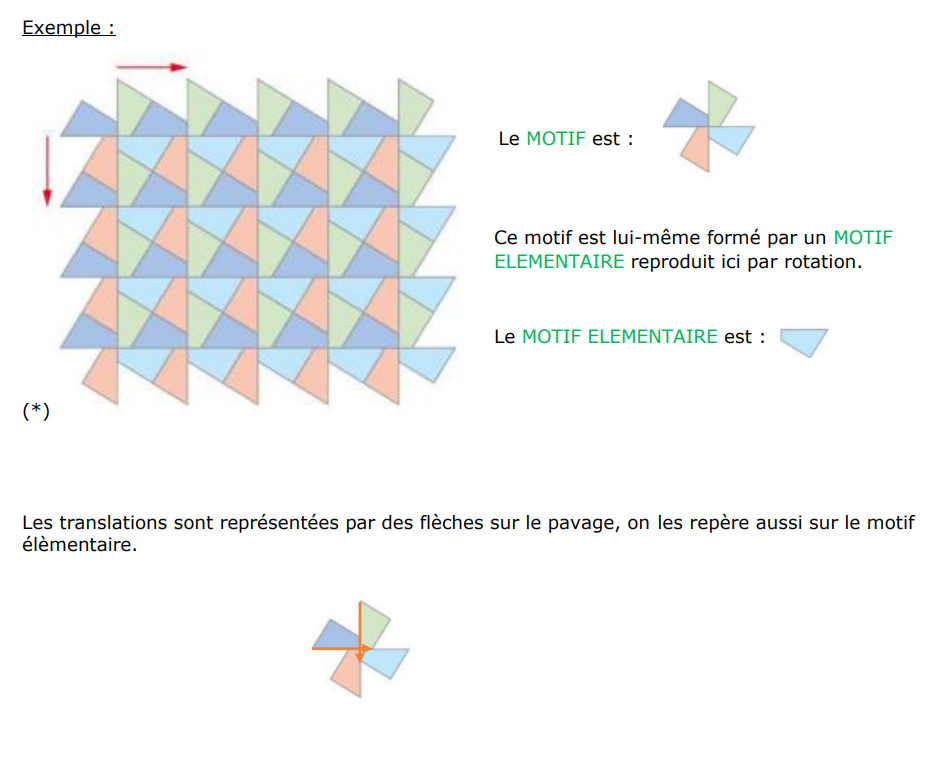 Exemple :
Le MOTIF est :
Ce motif est lui-même formé par un MOTIF
ELEMENTAIRE reproduit ici par rotation.
Le MOTIF ELEMENTAIRE est :
(*)
Les translations sont représentées par des flèches sur le pavage, on les repère aussi sur le motif
élèmentaire.